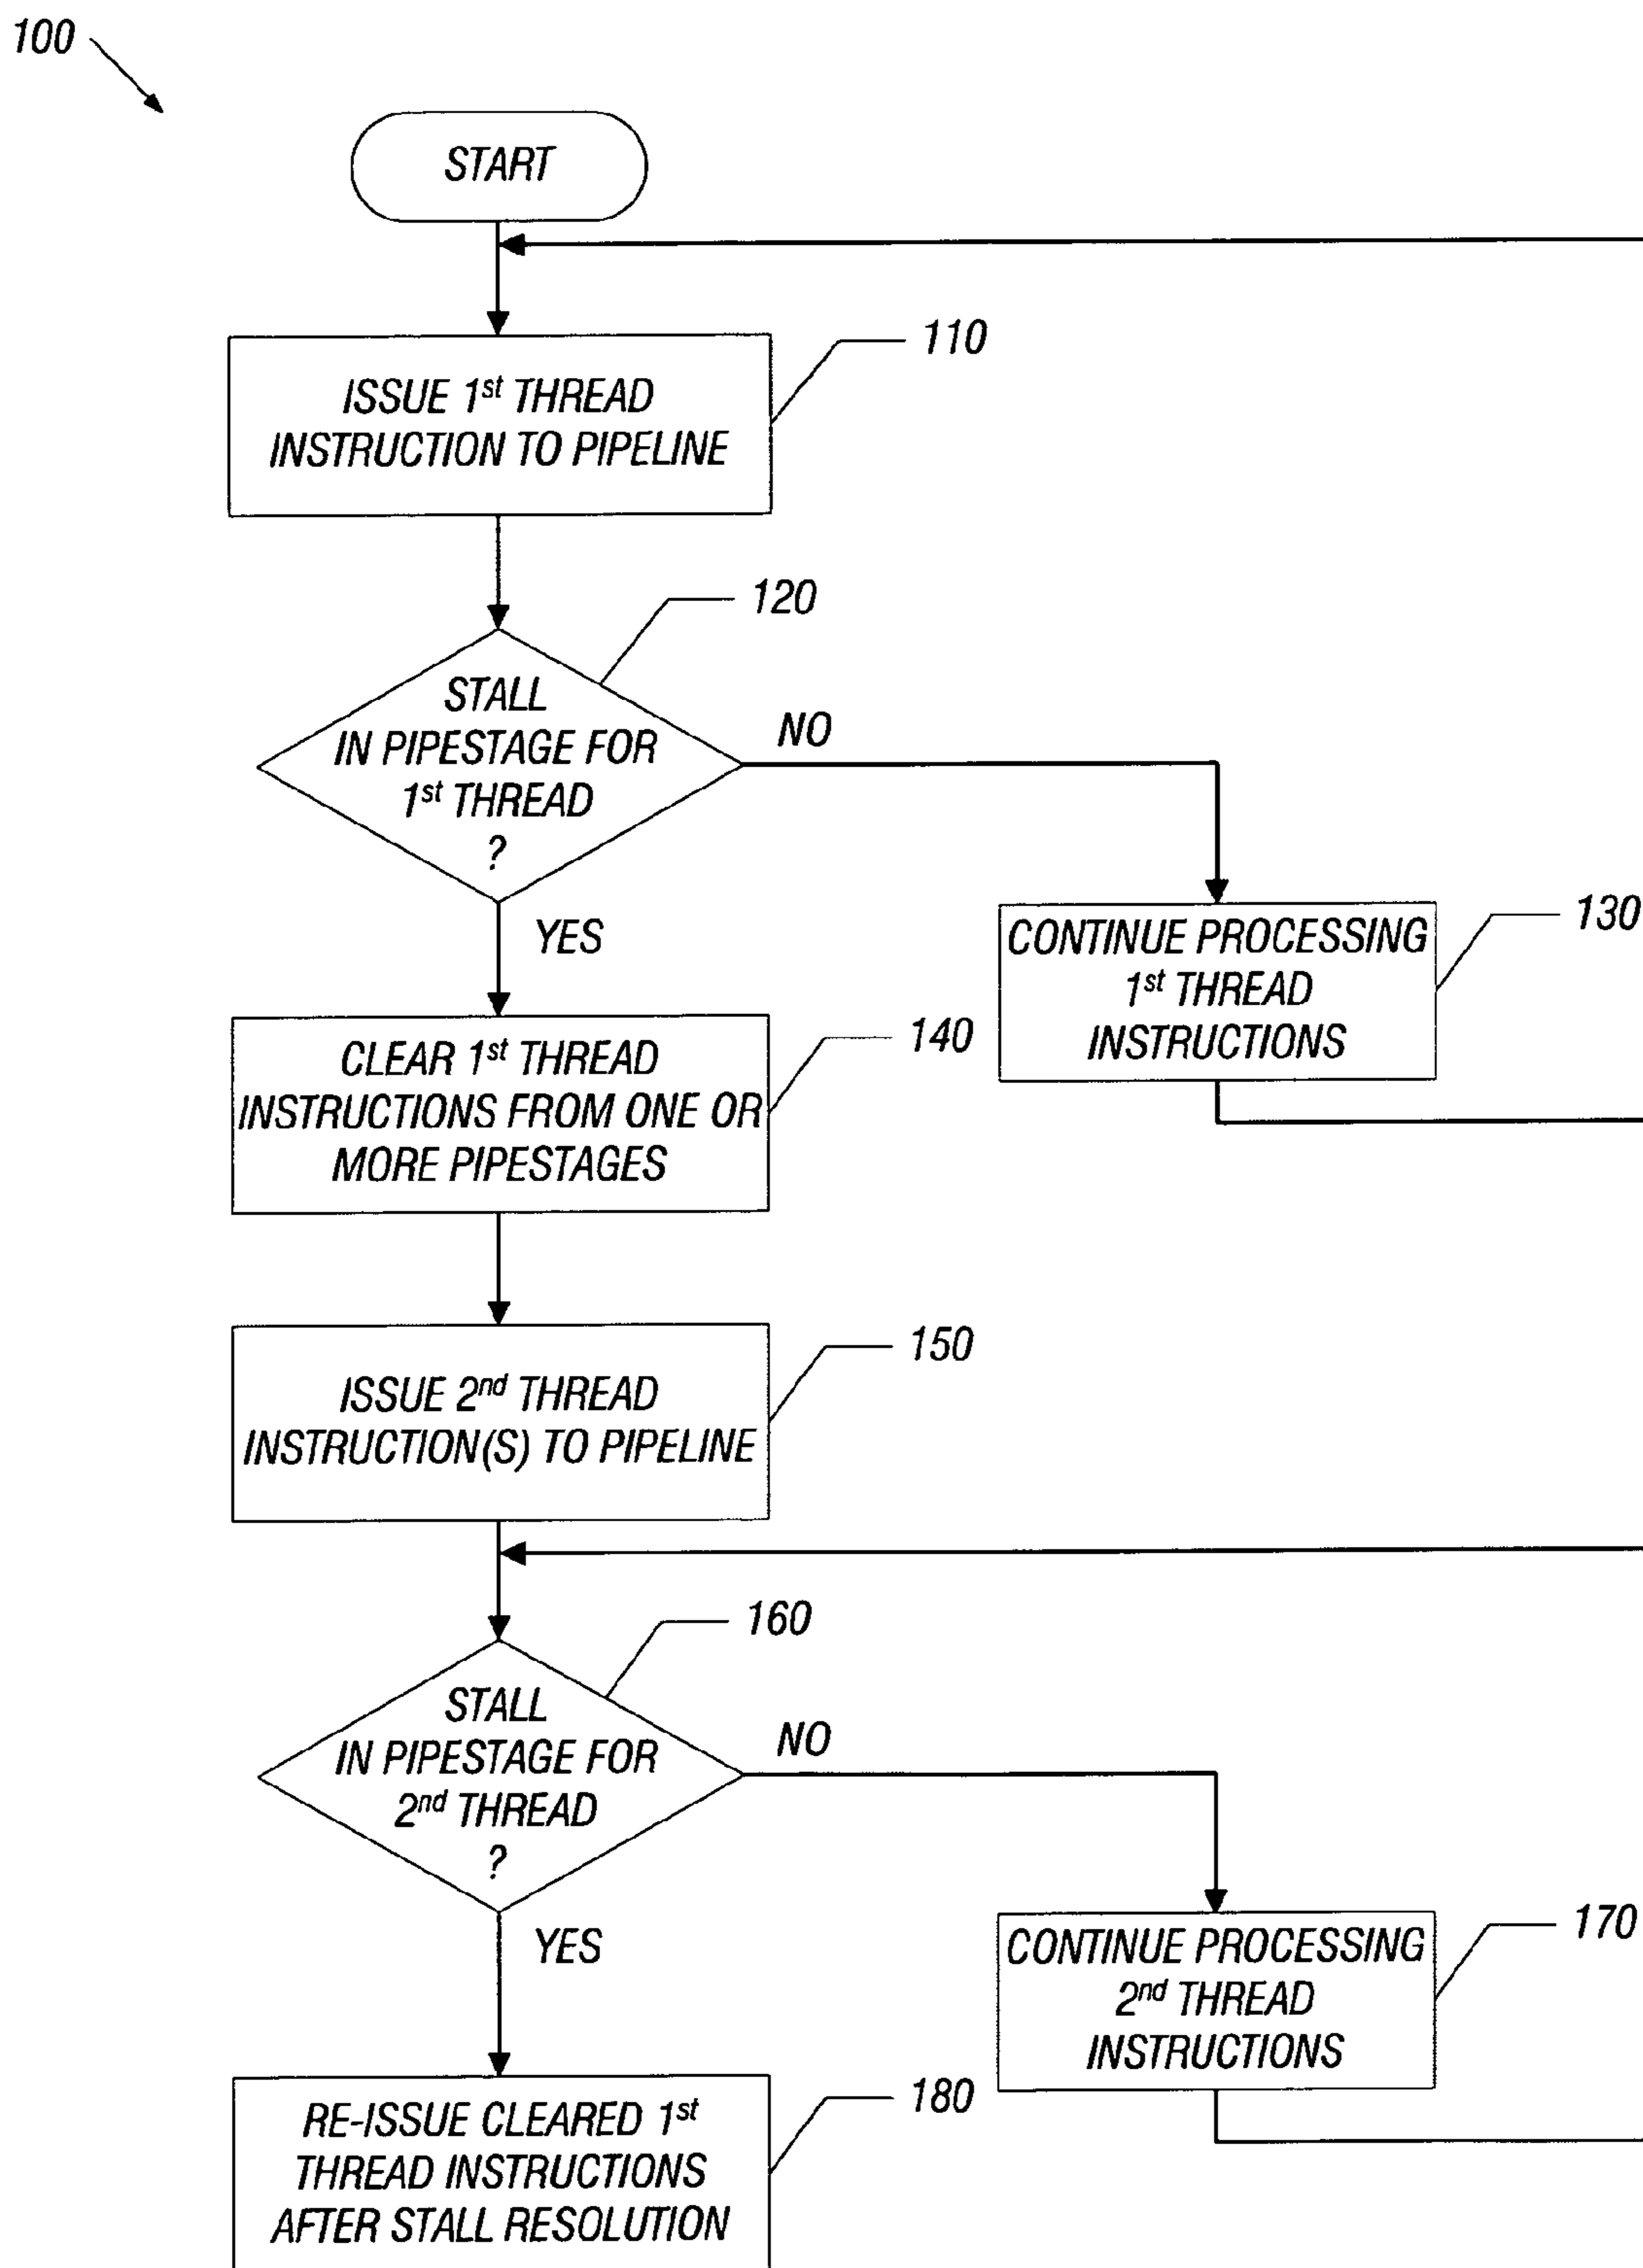 100
START
110
ISSUE 1st THREAD
INSTRUCTION TO PIPELINE
120
STALL
IN PIPESTAGE FOR
1st THREAD
?
NO
YES
130
CONTINUE PROCESSING
1st THREAD
INSTRUCTIONS
140
CLEAR 1st THREAD
INSTRUCTIONS FROM ONE OR
MORE PIPESTAGES
150
ISSUE 2nd THREAD
INSTRUCTION(S) TO PIPELINE
160
STALL
IN PIPESTAGE FOR
2nd THREAD
?
NO
YES
170
CONTINUE PROCESSING
2nd THREAD
INSTRUCTIONS
180
RE-ISSUE CLEARED 1st
THREAD INSTRUCTIONS
AFTER STALL RESOLUTION